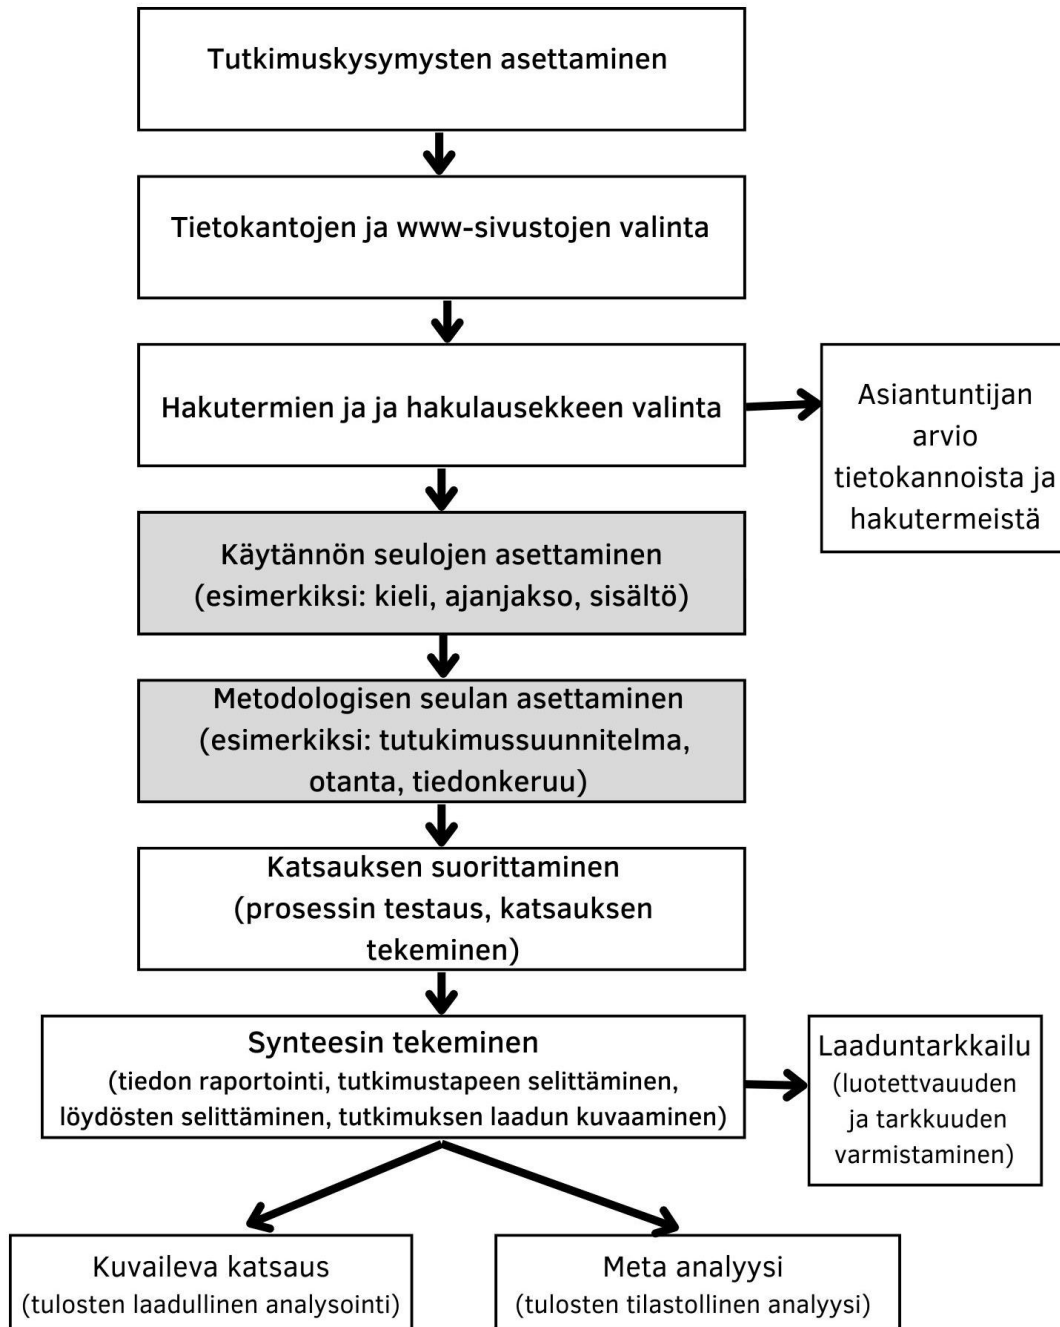 Tutkimuskysymysten asettaminen
Tietokantojen ja www-sivustojen valinta
Hakutermien ja ja hakulausekkeen valinta
Asiantuntijan
arvio
tietokannoista ja
hakutermeistä
Käytännön seulojen asettaminen
(esimerkiksi: kieli, ajanjakso, sisältö)
Metodologisen seulan asettaminen
(esimerkiksi: tutukimussuunnitelma,
otanta, tiedonkeruu)
Katsauksen suorittaminen
(prosessin testaus, katsauksen
tekeminen)
Synteesin tekeminen
(tiedon raportointi, tutkimustapeen selittäminen,
löydösten selittäminen, tutkimuksen laadun kuvaaminen)
Laaduntarkkailu
(luotettvauuden
ja tarkkuuden
varmistaminen)
Kuvaileva katsaus
(tulosten laadullinen analysointi)
Meta analyysi
(tulosten tilastollinen analyysi)